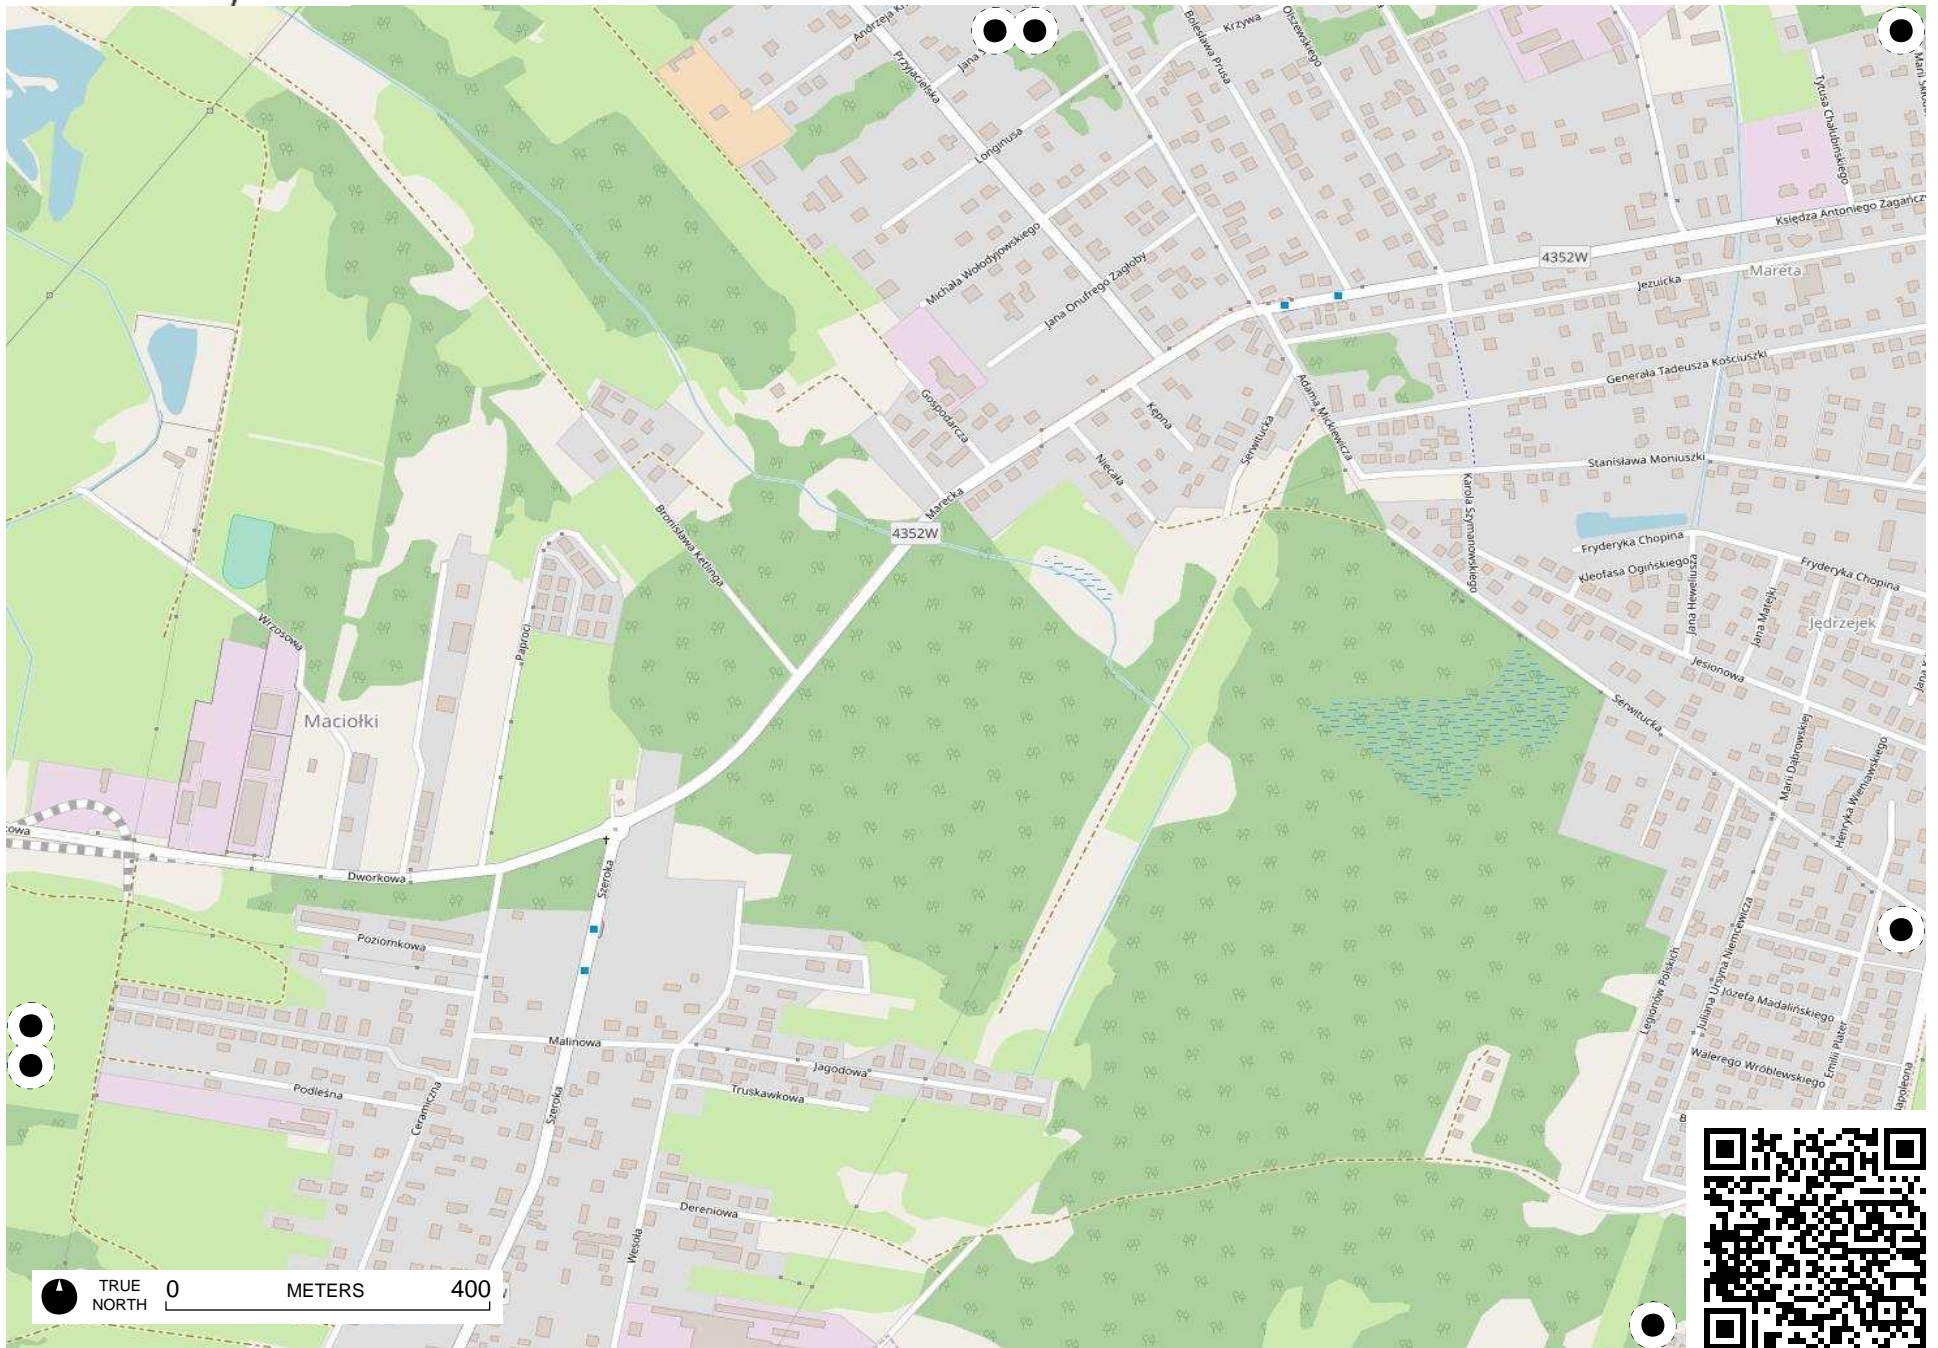 Andrzeja
Jana
Przyjacielska
Bolesława Prusa
Krzywa
Olszewskiego
Tytusa Chałubińskiego
Longinusa
Księdza Antoniego
Michała Wołodyjowskiego
Jana Onufrego Zagłoby
4352W
Mareta
Jezuicka
Generała Tadeusza Kościuszki
Adama Mickiewicza
Gospodarcza
Kępna
Serwitucka
Niecała
Stanisława Moniuszki
Marecka
4352W
Bronisława Ketlinga
Karola Szymanowskiego
Fryderyka Chopina
Fryderyka Chopina
Kleofasa Ogińskiego
Jana Heweliusza
Jana Matejki
Jędrzejek
Wrzosowa
Paproci
Jesionowa
Jana
Serwitucka
Maciołki
Marii Dąbrowskiej
Henryka Wieniawskiego
Dworkowa
Szeroka
Poziomkowa
Legionów Polskich
Juliana Ursyna Niemcewicza
Józefa Madalińskiego
Emilii Plater
Malinowa
Jagodowa
Walerego Wróblewskiego
Napoleona
Podleśna
Ceramiczna
Szeroka
Truskawkowa
Dereniowa
Wesoła
TRUE
NORTH
0 METERS 400